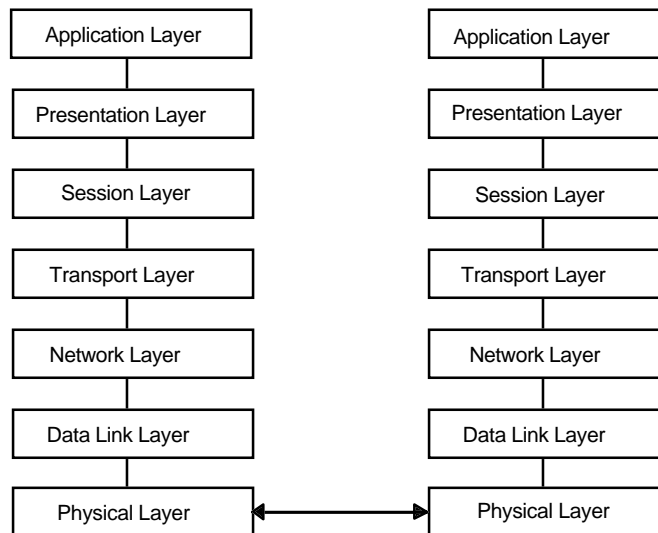 Application Layer
Application Layer
Presentation Layer
Presentation Layer
Session Layer
Session Layer
Transport Layer
Transport Layer
Network Layer
Network Layer
Data Link Layer
Data Link Layer
Physical Layer
Physical Layer